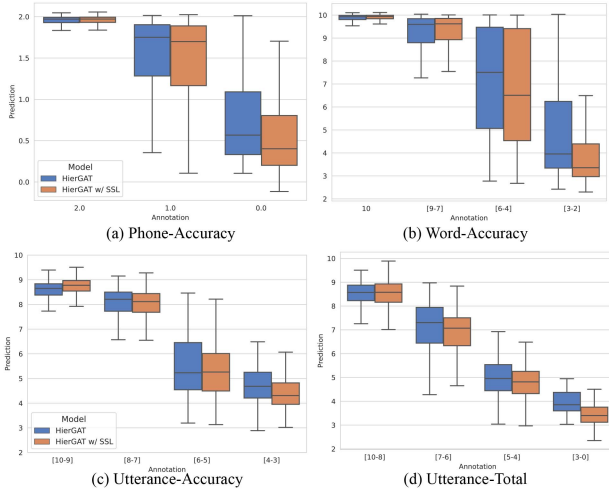 2.0
1.5
1.0
0.5
0.0
Prediction
Model
HierGAT
HierGAT w/ SSL
2.0
1.0
0.0
Annotation
(a) Phone-Accuracy
10
9
8
7
6
5
4
3
2
Prediction
10
[9-7]
[6-4]
[3-2]
Annotation
(b) Word-Accuracy
10
9
8
7
6
5
4
3
2
Prediction
Model
HierGAT
HierGAT w/ SSL
[10-9]
[8-7]
[6-5]
[4-3]
Annotation
(c) Utterance-Accuracy
10
9
8
7
6
5
4
3
2
Prediction
[10-8]
[7-6]
[5-4]
[3-0]
Annotation
(d) Utterance-Total